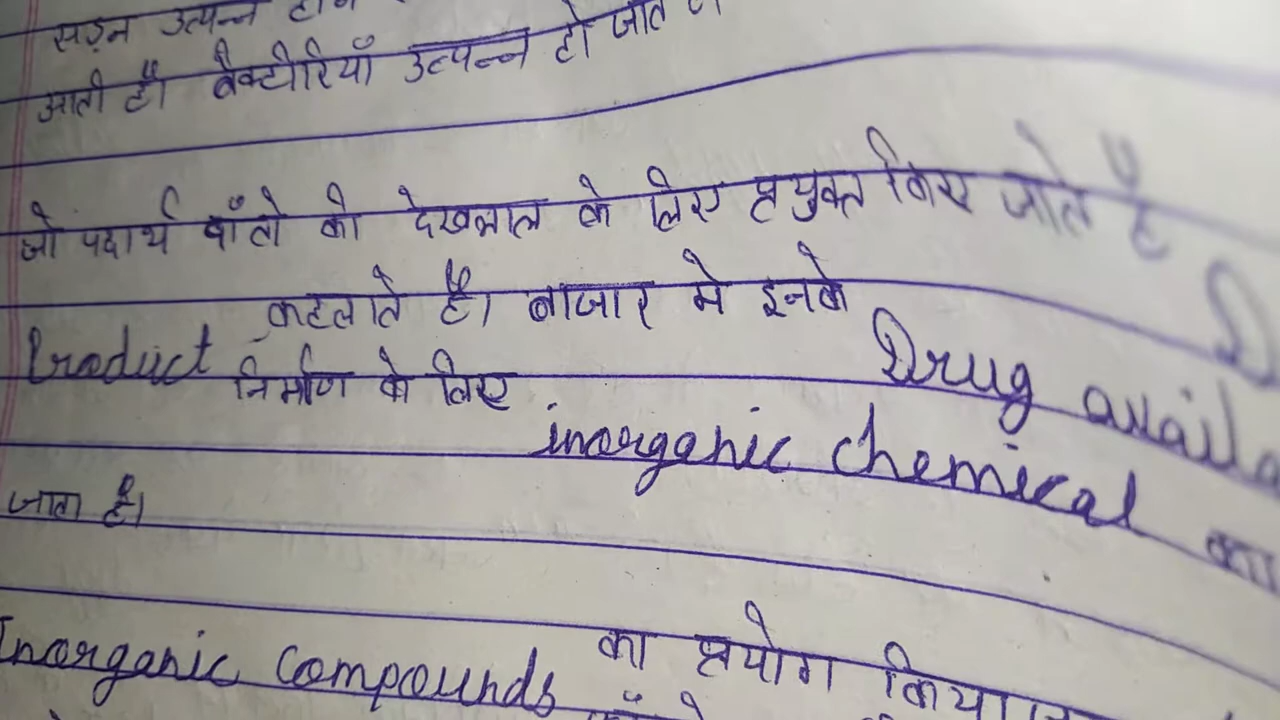 सड़न उत्पन्न
आती है। बैक्टीरियाँ उत्पन्न हो जाते
जो पदार्थ दाँतो की देखभाल के लिए प्रयुक्त किए जाते है
Product कहलाते है। बाजार मे इनके Drug availa
निर्माण के लिए inorganic chemical का
जाता है।
Inorganic compounds का प्रयोग किया